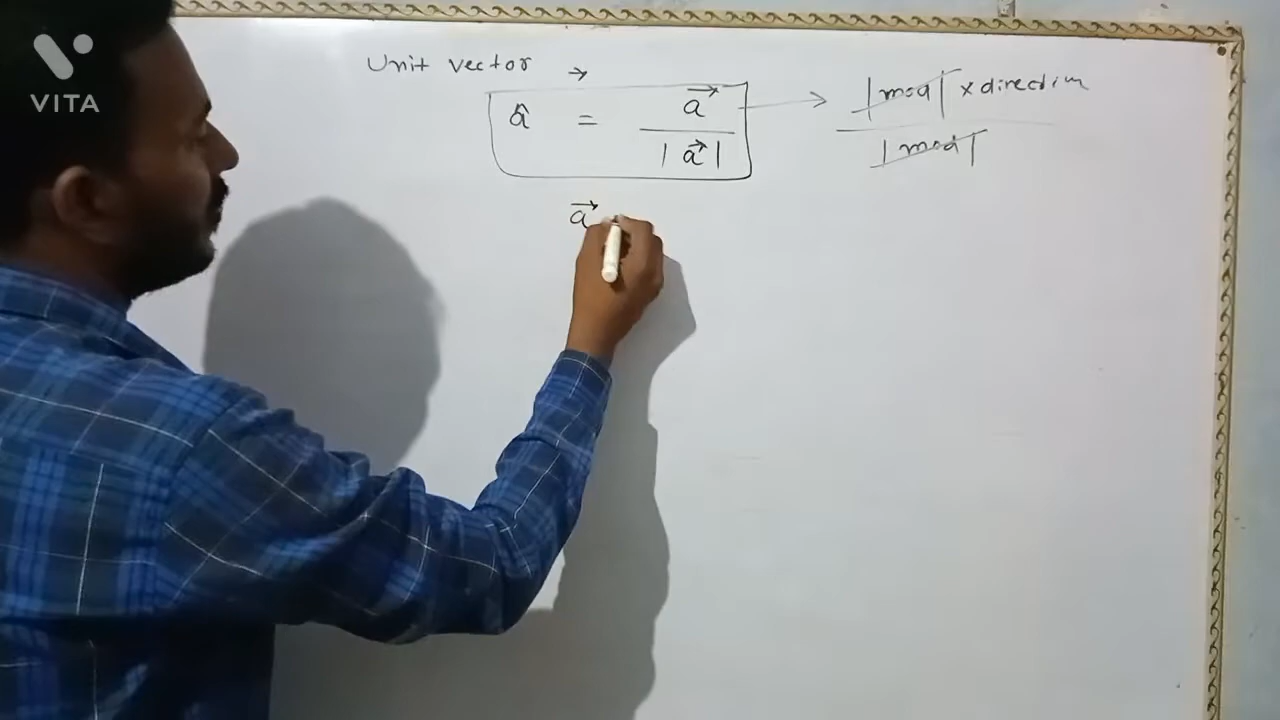 VITA
Unit vector →
â = a⃗ / |a⃗| → |mod| × direction / |mod|
a⃗